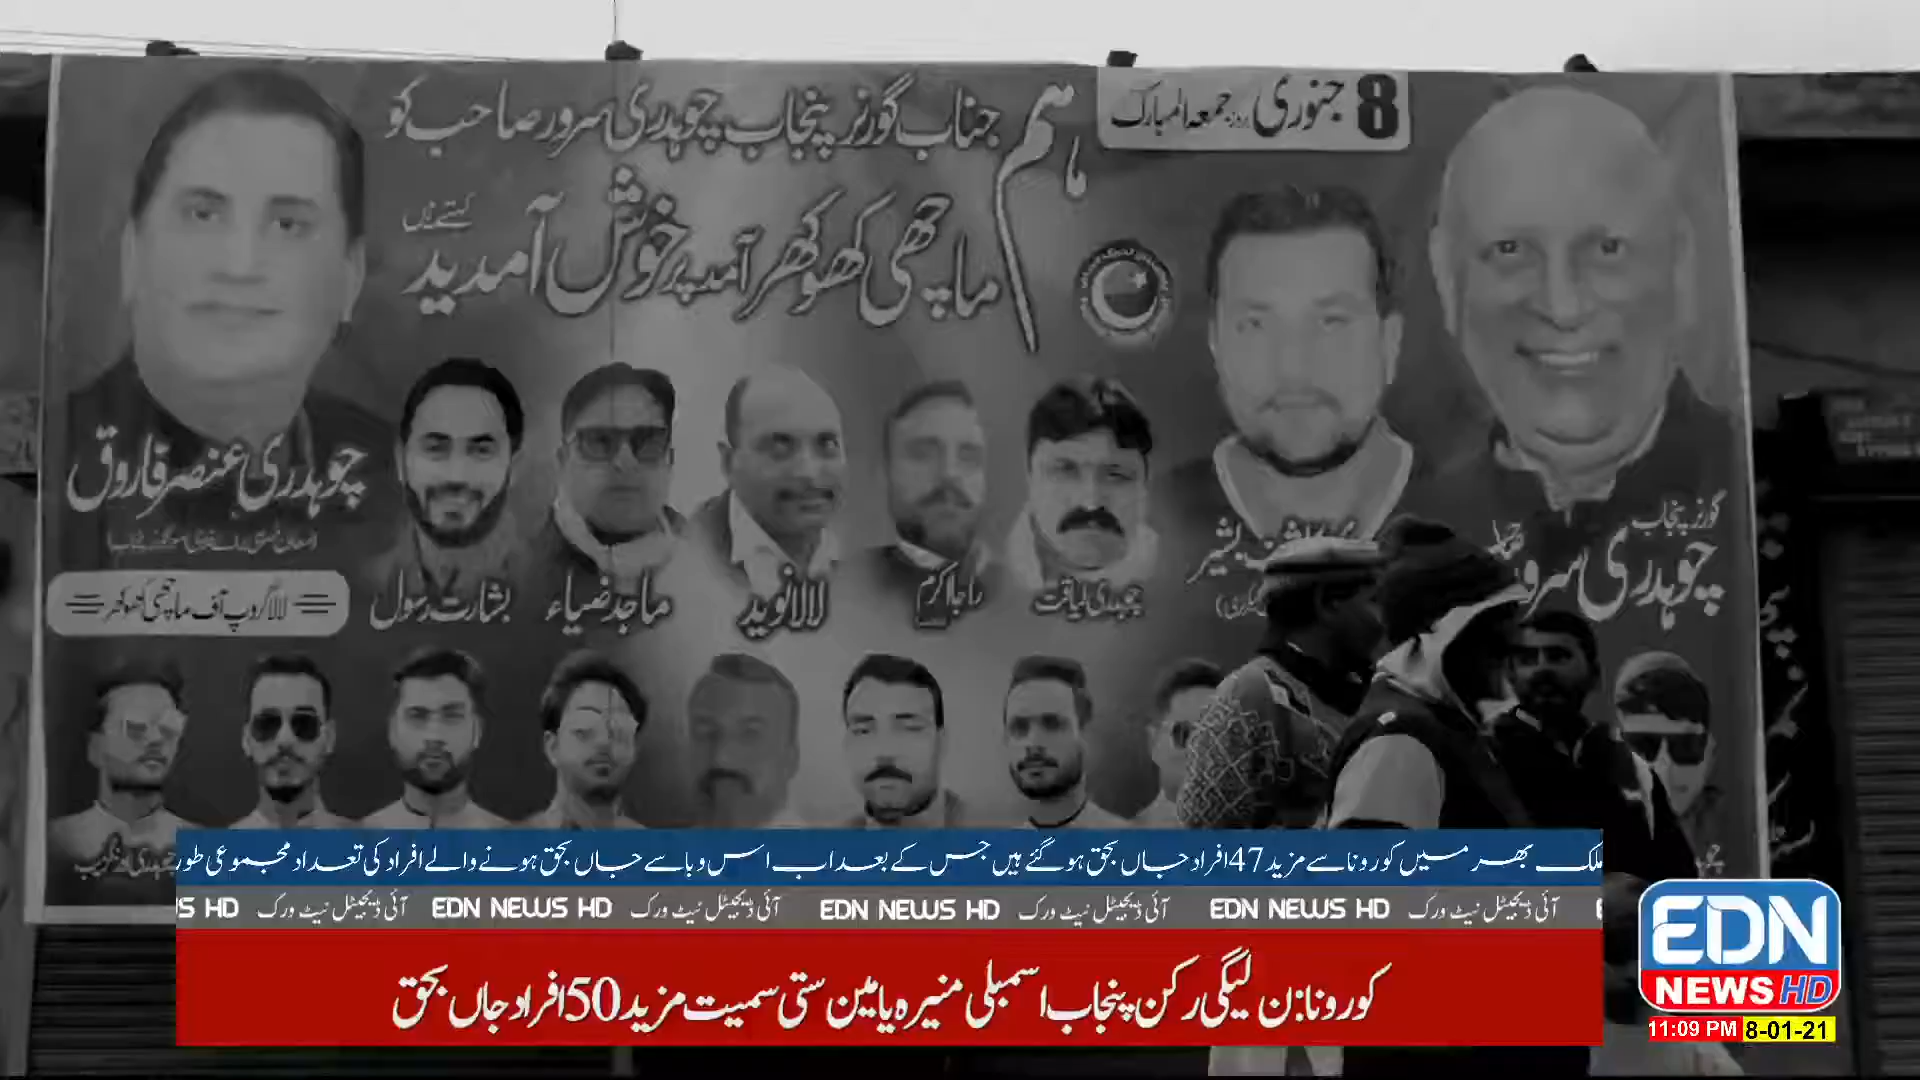 8 جنوری بروز جمعۃ المبارک
ہم جناب گورنر پنجاب چوہدری سرور صاحب کو
ماچھی کھوکھر آمد پر خوش آمدید
کہتے ہیں
گورنر پنجاب
چوہدری سرور
بشیر
چوہدری عنصر فاروق
لالا گروپ آف ماچھی کھوکھر
چوہدری لیاقت
راجا اکرم
لالا نوید
ماجد ضیاء
بشارت رسول
ملک بھر میں کورونا سے مزید 47 افراد جاں بحق ہو گئے ہیں جس کے بعد اب اس وبا سے جاں بحق ہونے والے افراد کی تعداد مجموعی طور
S HD آئی ڈیجیٹل نیٹ ورک EDN NEWS HD آئی ڈیجیٹل نیٹ ورک EDN NEWS HD آئی ڈیجیٹل نیٹ ورک EDN NEWS HD آئی ڈیجیٹل نیٹ ورک
کورونا: ن لیگی رکن پنجاب اسمبلی منیرہ یامین ستی سمیت مزید 50 افراد جاں بحق
EDN
NEWS HD
11:09 PM 8-01-21